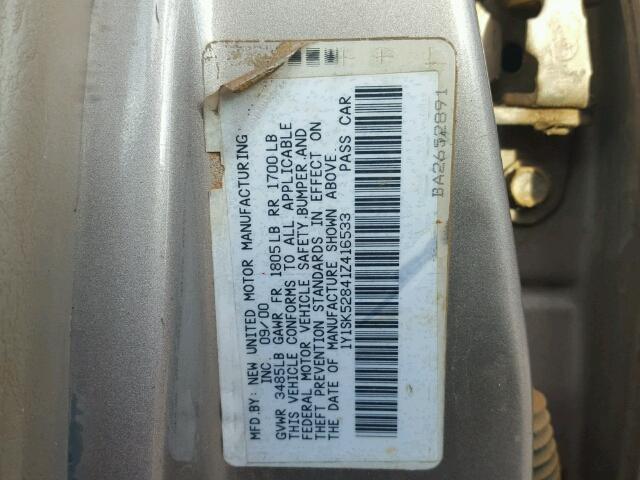 MFD.BY: NEW UNITED MOTOR MANUFACTURING
INC. 09/00
GVWR 3485LB GAWR FR 1805LB RR 1700LB
THIS VEHICLE CONFORMS TO ALL APPLICABLE
FEDERAL MOTOR VEHICLE SAFETY,BUMPER,AND
THEFT PREVENTION STANDARDS IN EFFECT ON
THE DATE OF MANUFACTURE SHOWN ABOVE.
1Y1SK52841Z416533 PASS CAR
BA2652891